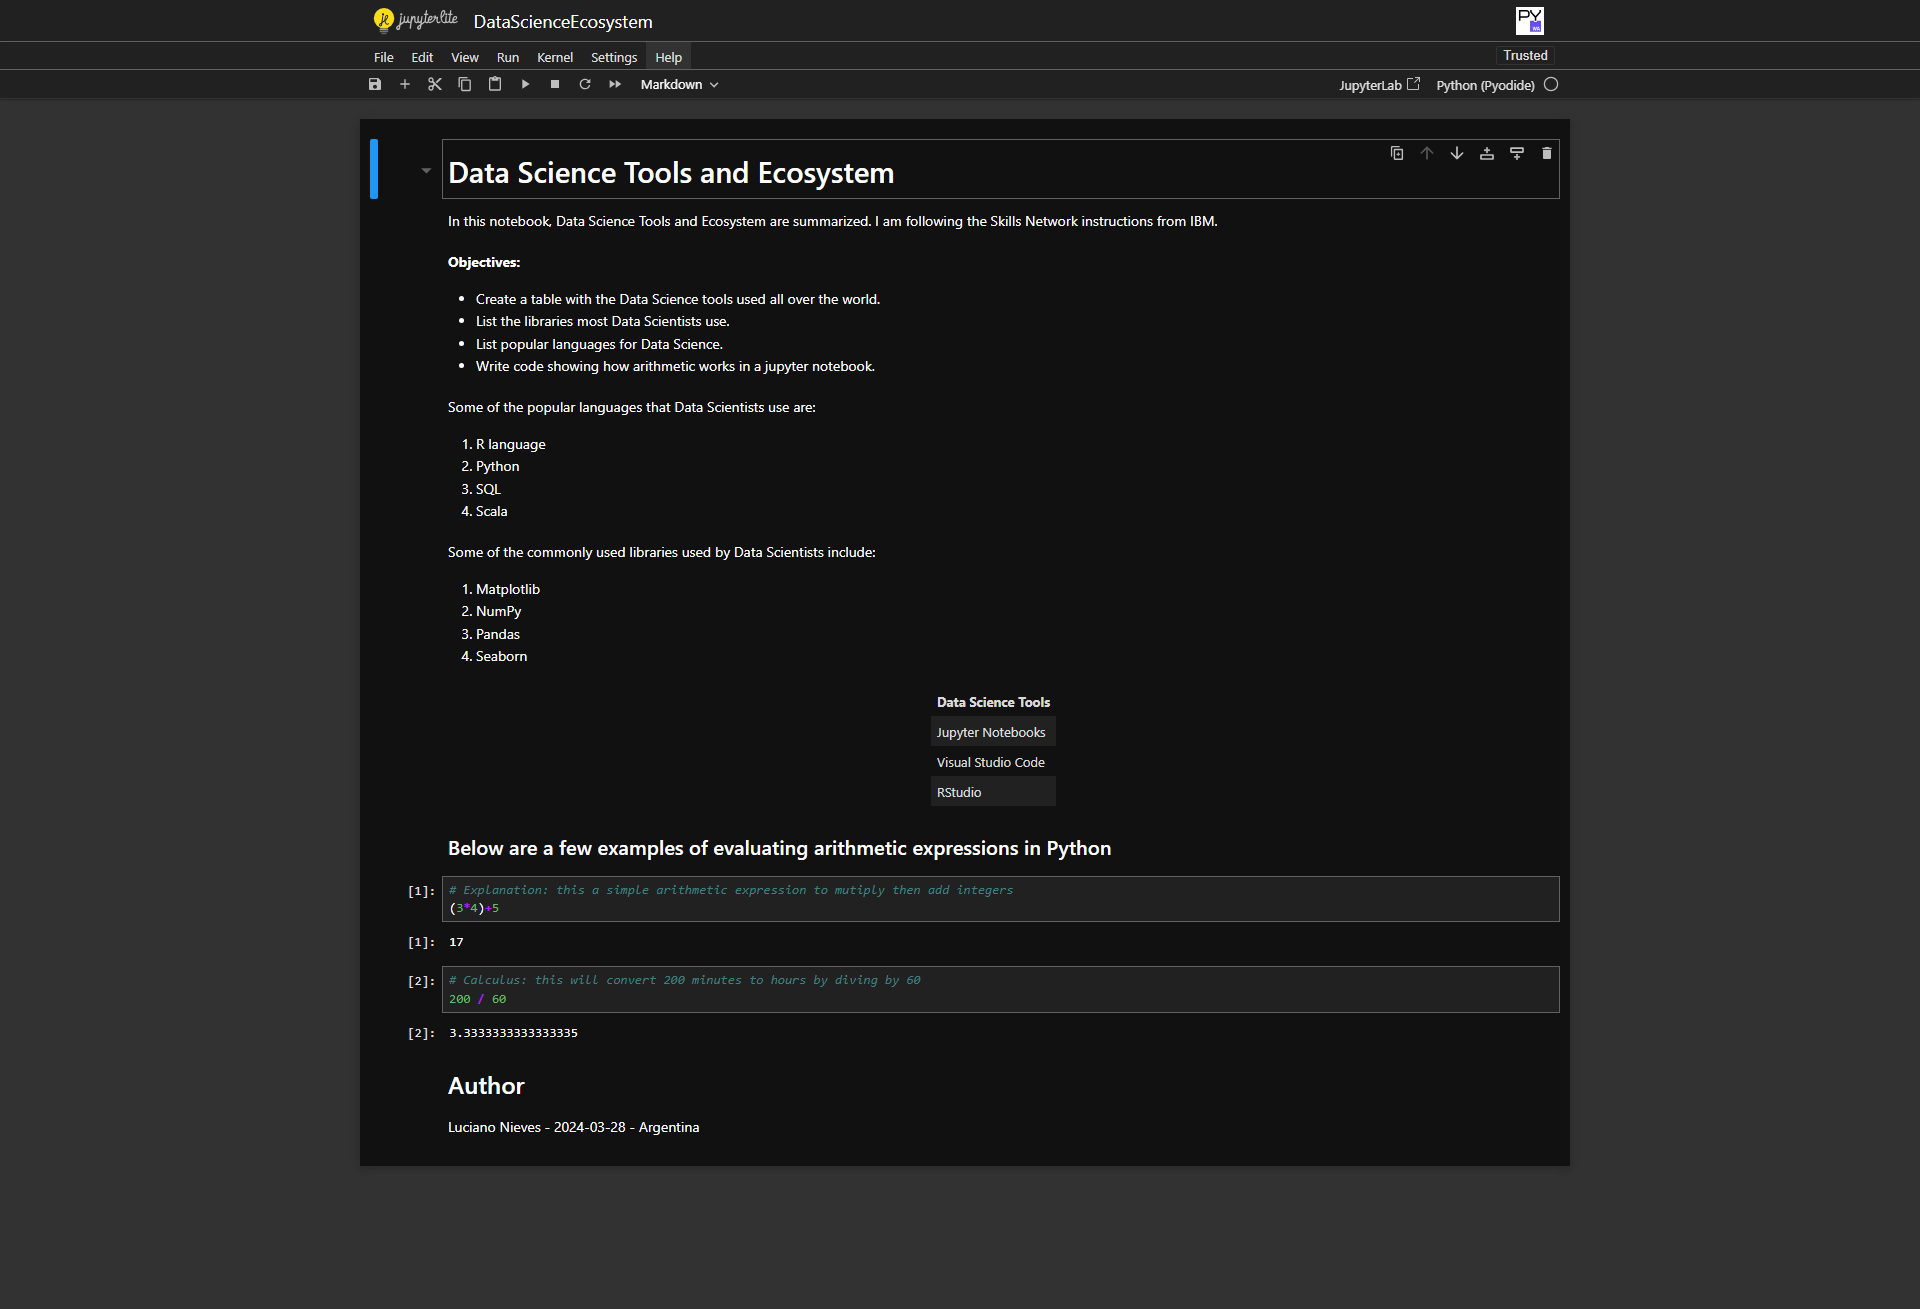 jupyterlite DataScienceEcosystem PY
WA
File Edit View Run Kernel Settings Help Trusted
Markdown JupyterLab Python (Pyodide)
Data Science Tools and Ecosystem
In this notebook, Data Science Tools and Ecosystem are summarized. I am following the Skills Network instructions from IBM.
Objectives:
• Create a table with the Data Science tools used all over the world.
• List the libraries most Data Scientists use.
• List popular languages for Data Science.
• Write code showing how arithmetic works in a jupyter notebook.
Some of the popular languages that Data Scientists use are:
1. R language
2. Python
3. SQL
4. Scala
Some of the commonly used libraries used by Data Scientists include:
1. Matplotlib
2. NumPy
3. Pandas
4. Seaborn
Data Science Tools
Jupyter Notebooks
Visual Studio Code
RStudio
Below are a few examples of evaluating arithmetic expressions in Python
[1]: # Explanation: this a simple arithmetic expression to mutiply then add integers
(3*4)+5
[1]: 17
[2]: # Calculus: this will convert 200 minutes to hours by diving by 60
200 / 60
[2]: 3.3333333333333335
Author
Luciano Nieves - 2024-03-28 - Argentina